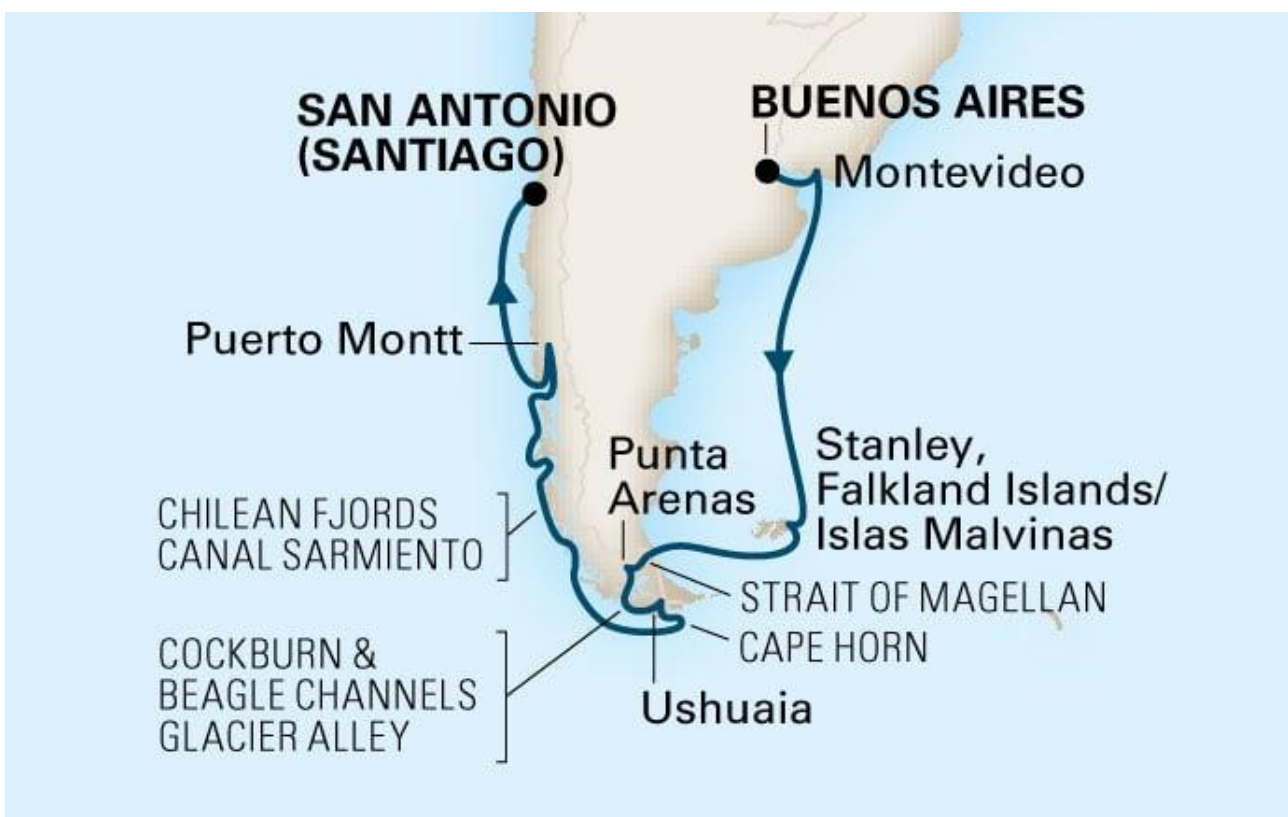 SAN ANTONIO
(SANTIAGO)
BUENOS AIRES
Montevideo
Puerto Montt
Punta
Arenas
Stanley,
Falkland Islands/
Islas Malvinas
CHILEAN FJORDS
CANAL SARMIENTO
STRAIT OF MAGELLAN
CAPE HORN
COCKBURN &
BEAGLE CHANNELS
GLACIER ALLEY
Ushuaia